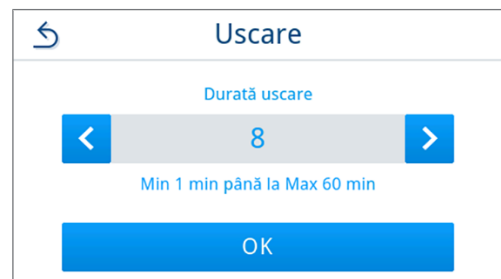 Uscare
Durată uscare
8
Min 1 min până la Max 60 min
OK